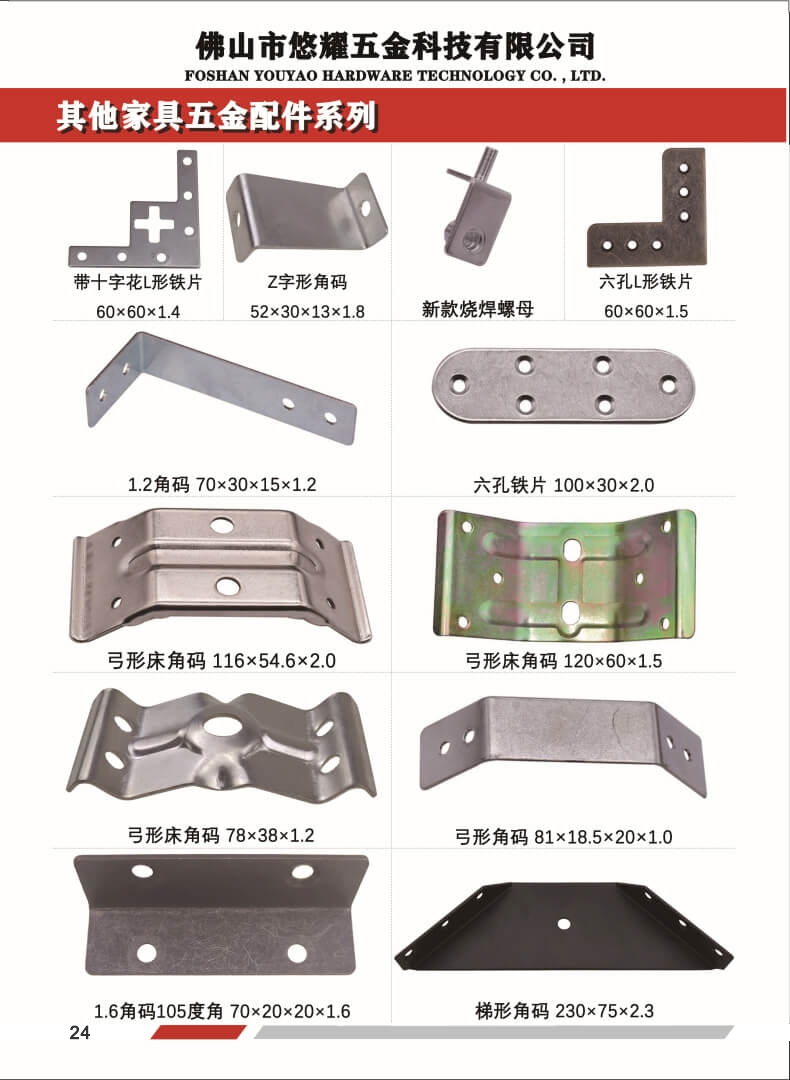 佛山市悠耀五金科技有限公司
FOSHAN YOUYAO HARDWARE TECHNOLOGY CO. , LTD.
其他家具五金配件系列
带十字花L形铁片
60×60×1.4
Z字形角码
52×30×13×1.8
新款烧焊螺母
六孔L形铁片
60×60×1.5
1.2角码 70×30×15×1.2
六孔铁片 100×30×2.0
弓形床角码 116×54.6×2.0
弓形床角码 120×60×1.5
弓形床角码 78×38×1.2
弓形角码 81×18.5×20×1.0
1.6角码105度角 70×20×20×1.6
梯形角码 230×75×2.3
24